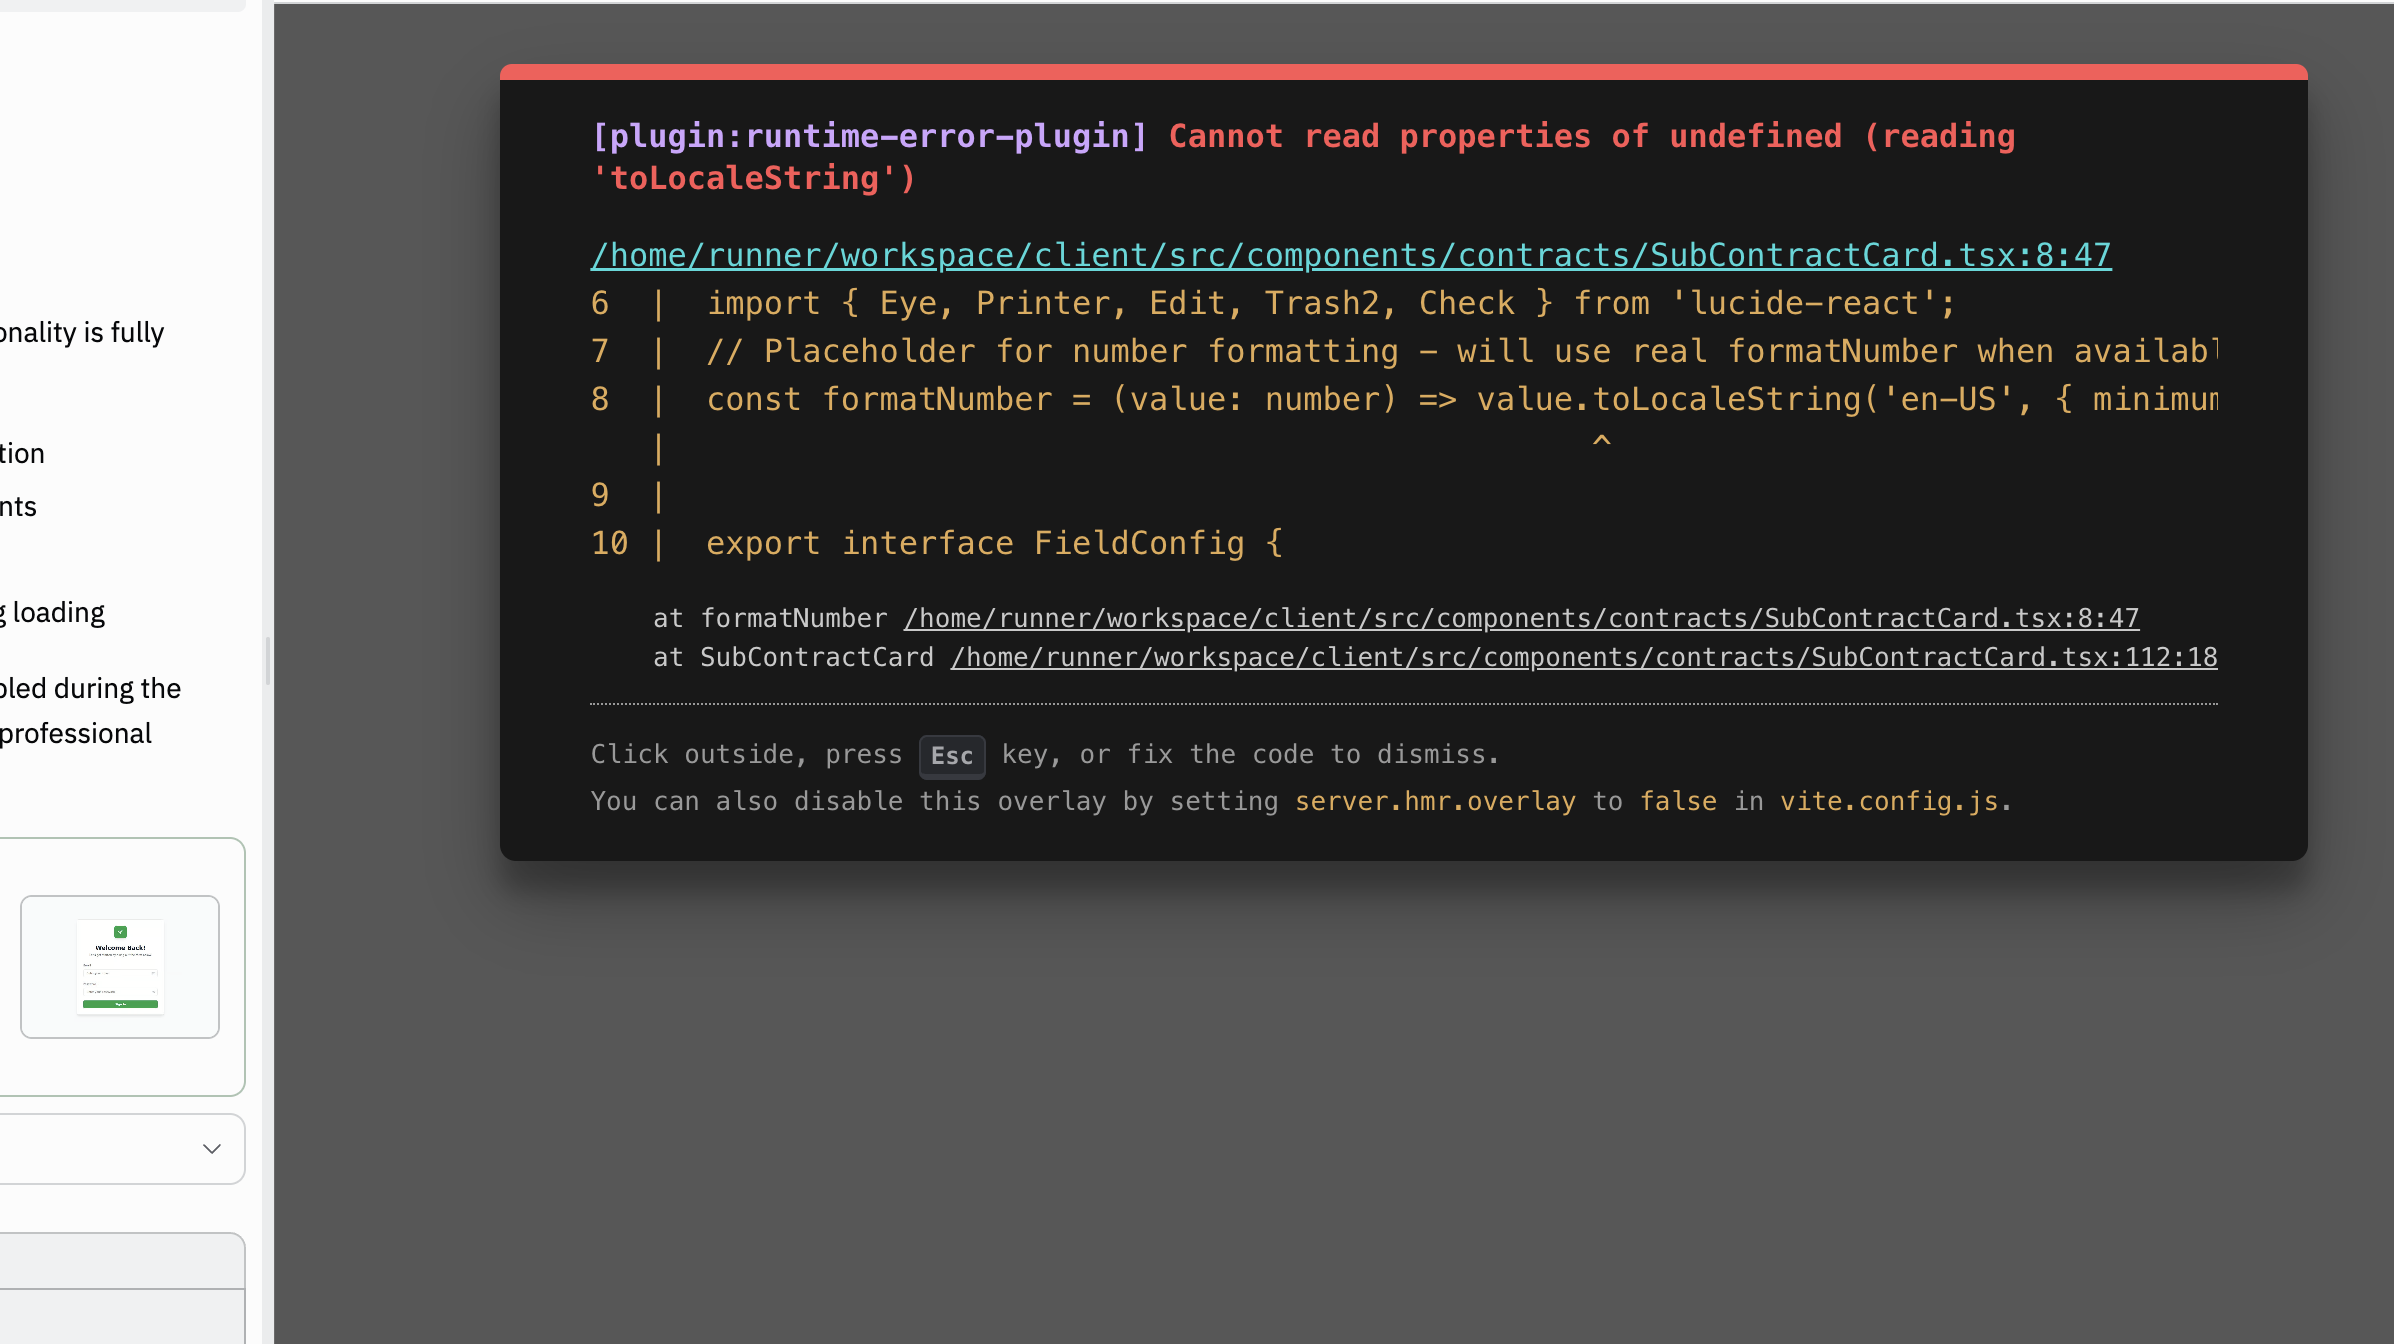 onality is fully
tion
nts
g loading
bled during the
professional
Welcome Back!
[plugin:runtime-error-plugin] Cannot read properties of undefined (reading
'toLocaleString')
/home/runner/workspace/client/src/components/contracts/SubContractCard.tsx:8:47
6  |  import { Eye, Printer, Edit, Trash2, Check } from 'lucide-react';
7  |  // Placeholder for number formatting - will use real formatNumber when availabl
8  |  const formatNumber = (value: number) => value.toLocaleString('en-US', { minimum
   |                                               ^
9  |
10 |  export interface FieldConfig {
at formatNumber /home/runner/workspace/client/src/components/contracts/SubContractCard.tsx:8:47
at SubContractCard /home/runner/workspace/client/src/components/contracts/SubContractCard.tsx:112:18
Click outside, press Esc key, or fix the code to dismiss.
You can also disable this overlay by setting server.hmr.overlay to false in vite.config.js.